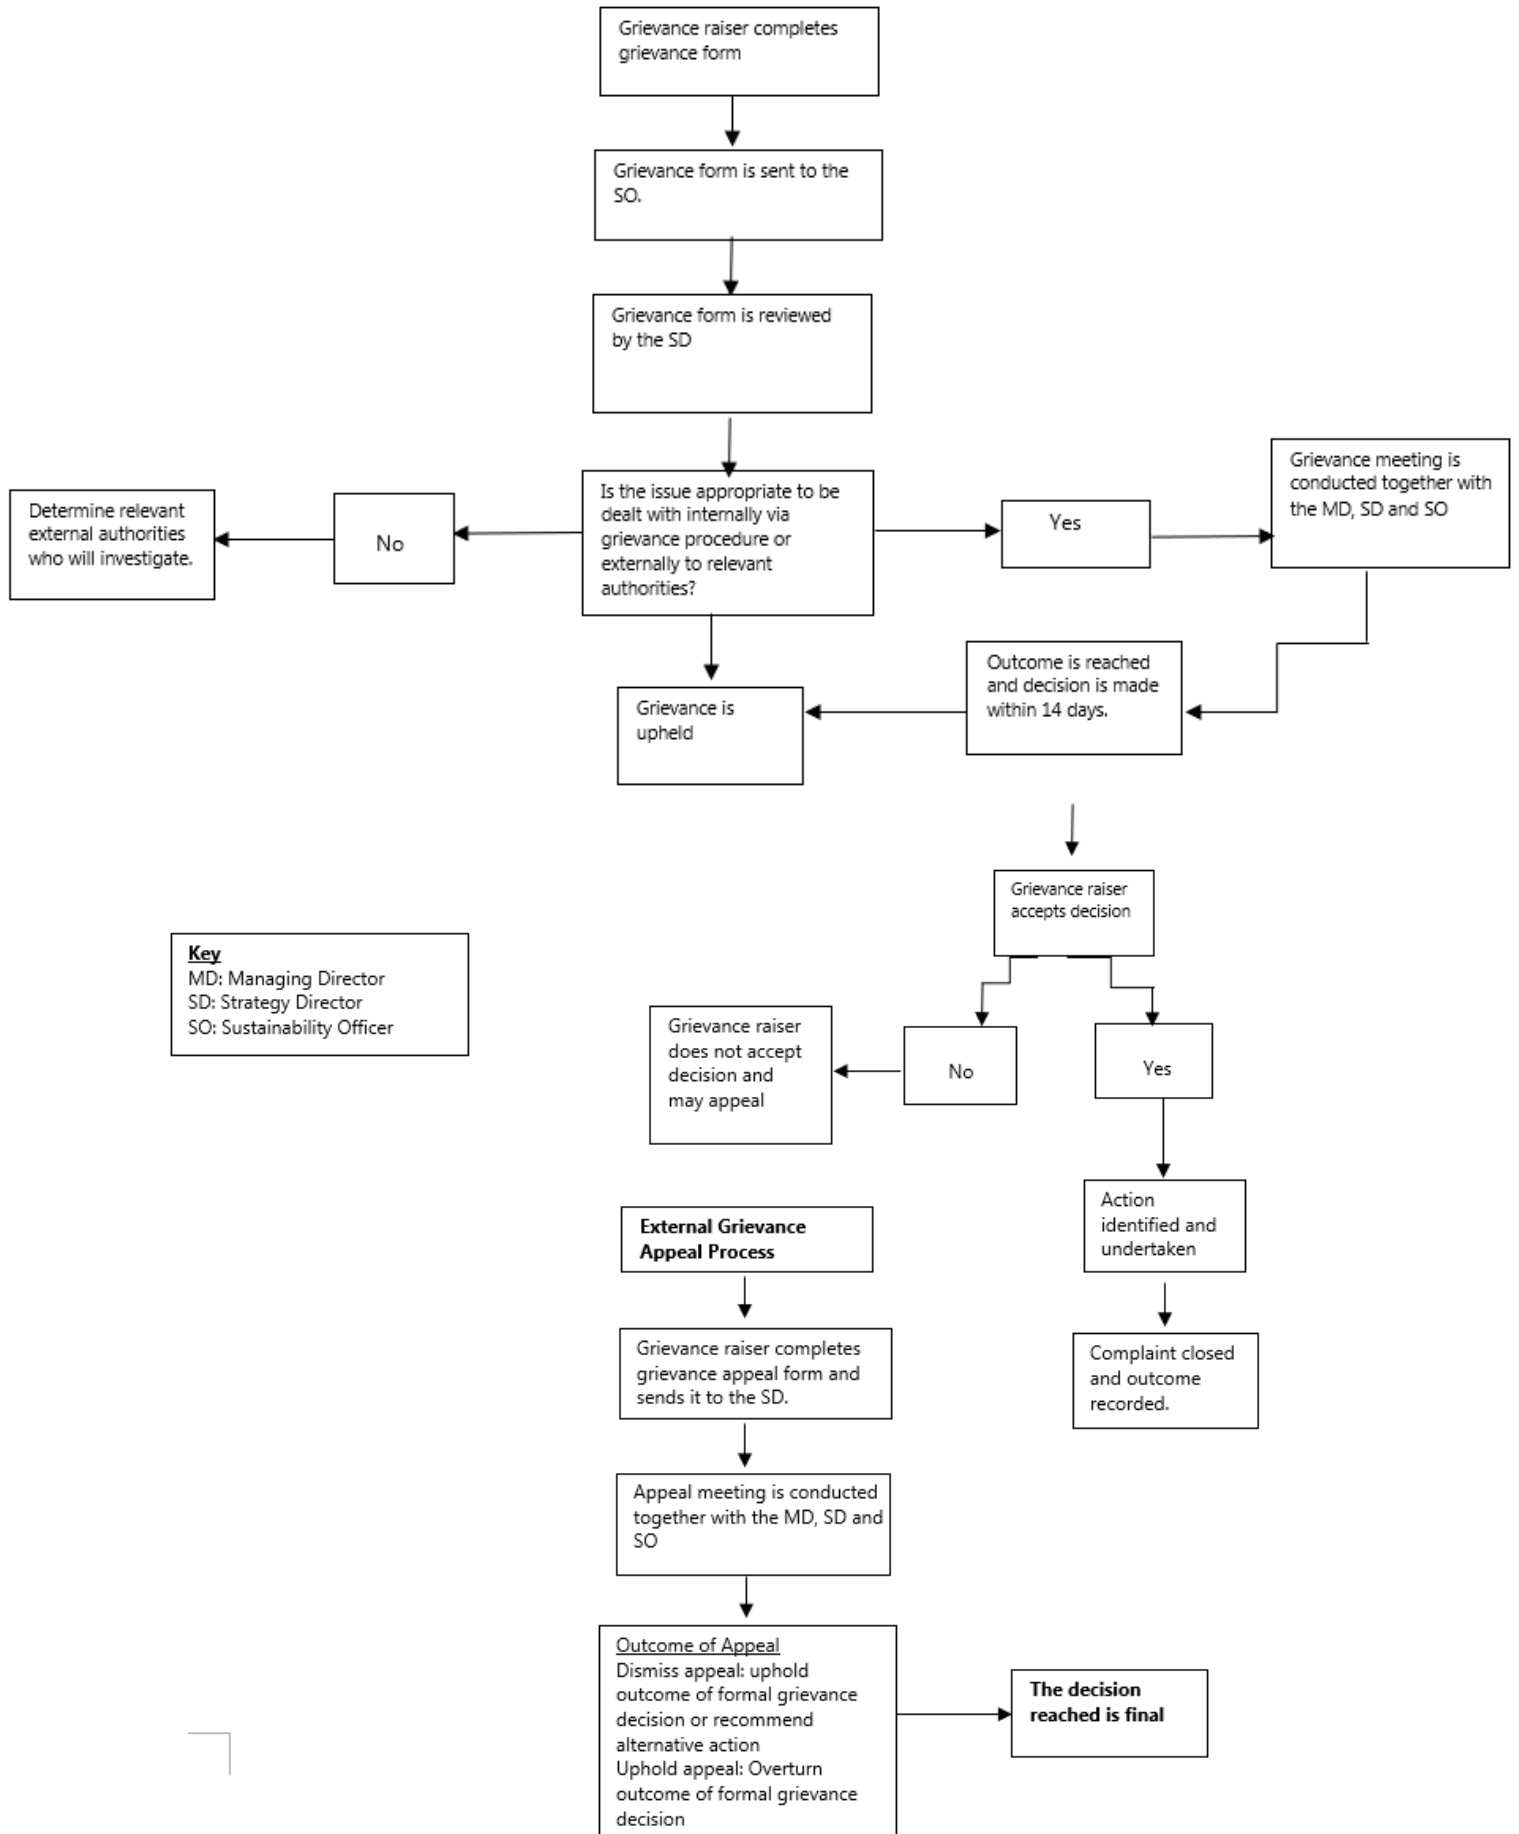 Grievance raiser completes
grievance form
Grievance form is sent to the
SO.
Grievance form is reviewed
by the SD
Is the issue appropriate to be
dealt with internally via
grievance procedure or
externally to relevant
authorities?
No
Determine relevant
external authorities
who will investigate.
Yes
Grievance meeting is
conducted together with
the MD, SD and SO
Outcome is reached
and decision is made
within 14 days.
Grievance is
upheld
Grievance raiser
accepts decision
Key
MD: Managing Director
SD: Strategy Director
SO: Sustainability Officer
Grievance raiser
does not accept
decision and
may appeal
No
Yes
Action
identified and
undertaken
Complaint closed
and outcome
recorded.
External Grievance
Appeal Process
Grievance raiser completes
grievance appeal form and
sends it to the SD.
Appeal meeting is conducted
together with the MD, SD and
SO
Outcome of Appeal
Dismiss appeal: uphold
outcome of formal grievance
decision or recommend
alternative action
Uphold appeal: Overturn
outcome of formal grievance
decision
The decision
reached is final